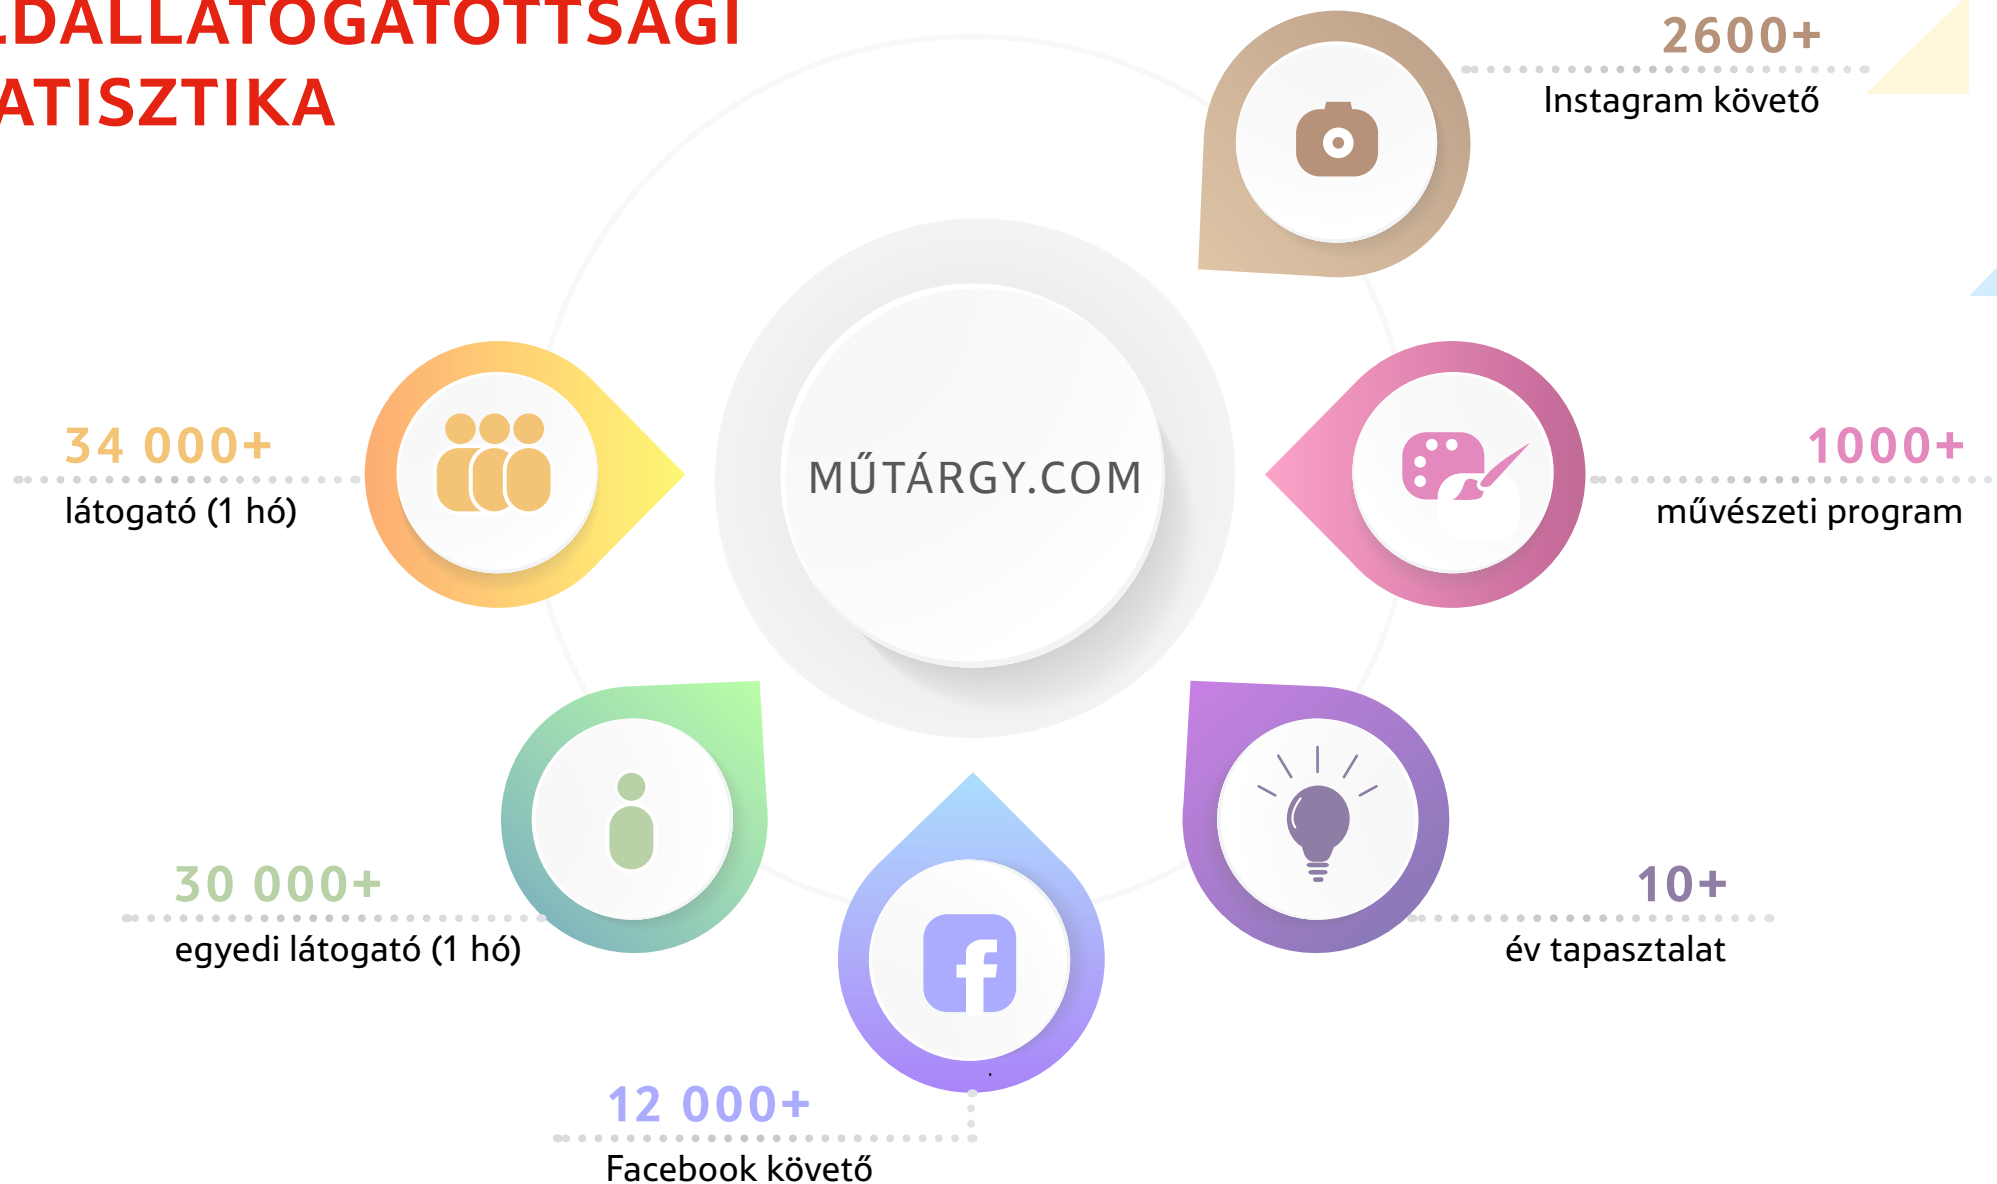 LDALLÁTOGATOTTSÁGI
ATISZTIKA
2600+
Instagram követő
34 000+
látogató (1 hó)
MŰTÁRGY.COM
1000+
művészeti program
30 000+
egyedi látogató (1 hó)
10+
év tapasztalat
12 000+
Facebook követő